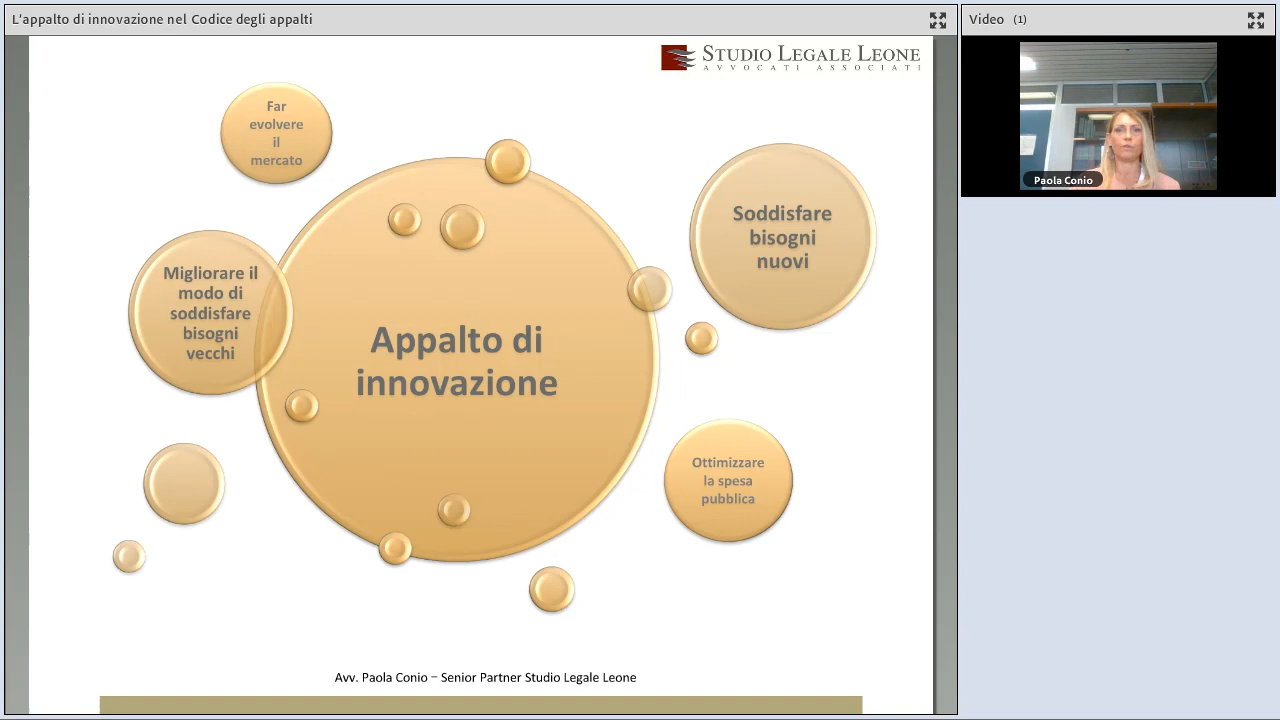 L'appalto di innovazione nel Codice degli appalti
Video (1)
STUDIO LEGALE LEONE
AVVOCATI ASSOCIATI
Far
evolvere
il
mercato
Soddisfare
bisogni
nuovi
Migliorare il
modo di
soddisfare
bisogni
vecchi
Appalto di
innovazione
Ottimizzare
la spesa
pubblica
Avv. Paola Conio – Senior Partner Studio Legale Leone
Paola Conio